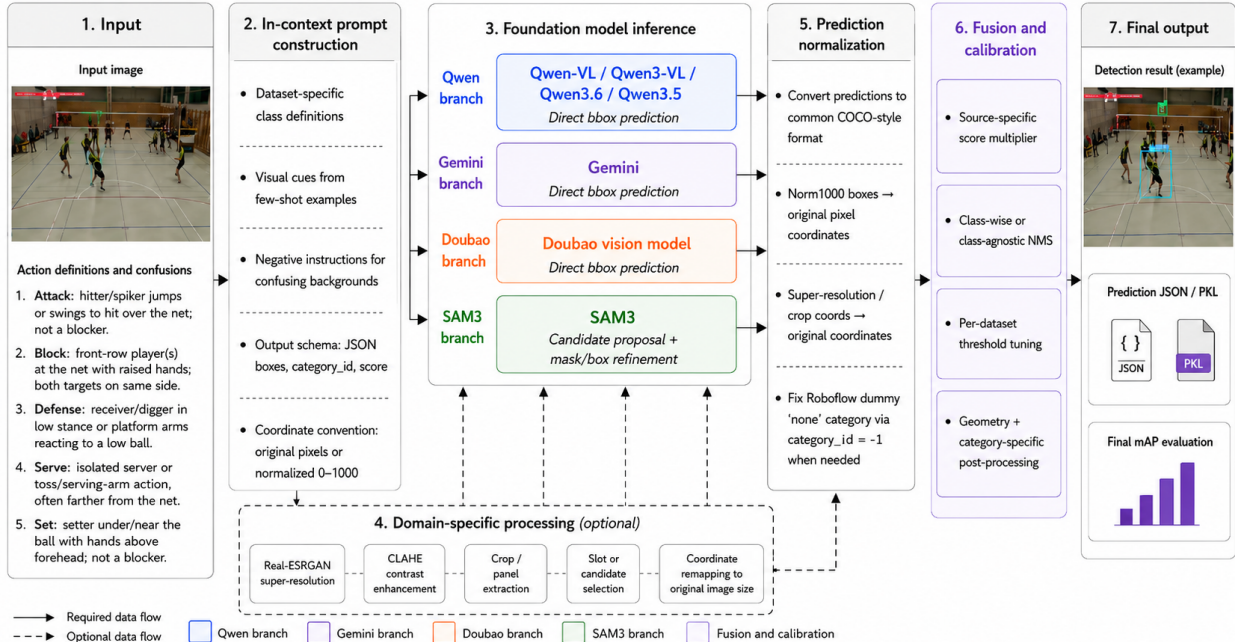 1. Input
Input image
Action definitions and confusions
1. Attack: hitter/spiker jumps
or swings to hit over the net;
not a blocker.
2. Block: front-row player(s)
at the net with raised hands;
both targets on same side.
3. Defense: receiver/digger in
low stance or platform arms
reacting to a low ball.
4. Serve: isolated server or
toss/serving-arm action,
often farther from the net.
5. Set: setter under/near the
ball with hands above
forehead; not a blocker.
2. In-context prompt
construction
• Dataset-specific
class definitions
• Visual cues from
few-shot examples
• Negative instructions for
confusing backgrounds
• Output schema: JSON
boxes, category_id, score
• Coordinate convention:
original pixels or
normalized 0–1000
3. Foundation model inference
Qwen
branch
Qwen-VL / Qwen3-VL /
Qwen3.6 / Qwen3.5
Direct bbox prediction
Gemini
branch
Gemini
Direct bbox prediction
Doubao
branch
Doubao vision model
Direct bbox prediction
SAM3
branch
SAM3
Candidate proposal +
mask/box refinement
4. Domain-specific processing (optional)
Real-ESRGAN
super-resolution
CLAHE
contrast
enhancement
Crop /
panel
extraction
Slot or
candidate
selection
Coordinate
remapping to
original image size
5. Prediction
normalization
• Convert predictions to
common COCO-style
format
• Norm1000 boxes →
original pixel
coordinates
• Super-resolution /
crop coords →
original coordinates
• Fix Roboflow dummy
'none' category via
category_id = -1
when needed
6. Fusion and
calibration
• Source-specific
score multiplier
• Class-wise or
class-agnostic NMS
• Per-dataset
threshold tuning
• Geometry +
category-specific
post-processing
7. Final output
Detection result (example)
Prediction JSON / PKL
{ }
JSON
PKL
Final mAP evaluation
Required data flow
Optional data flow
Qwen branch
Gemini branch
Doubao branch
SAM3 branch
Fusion and calibration